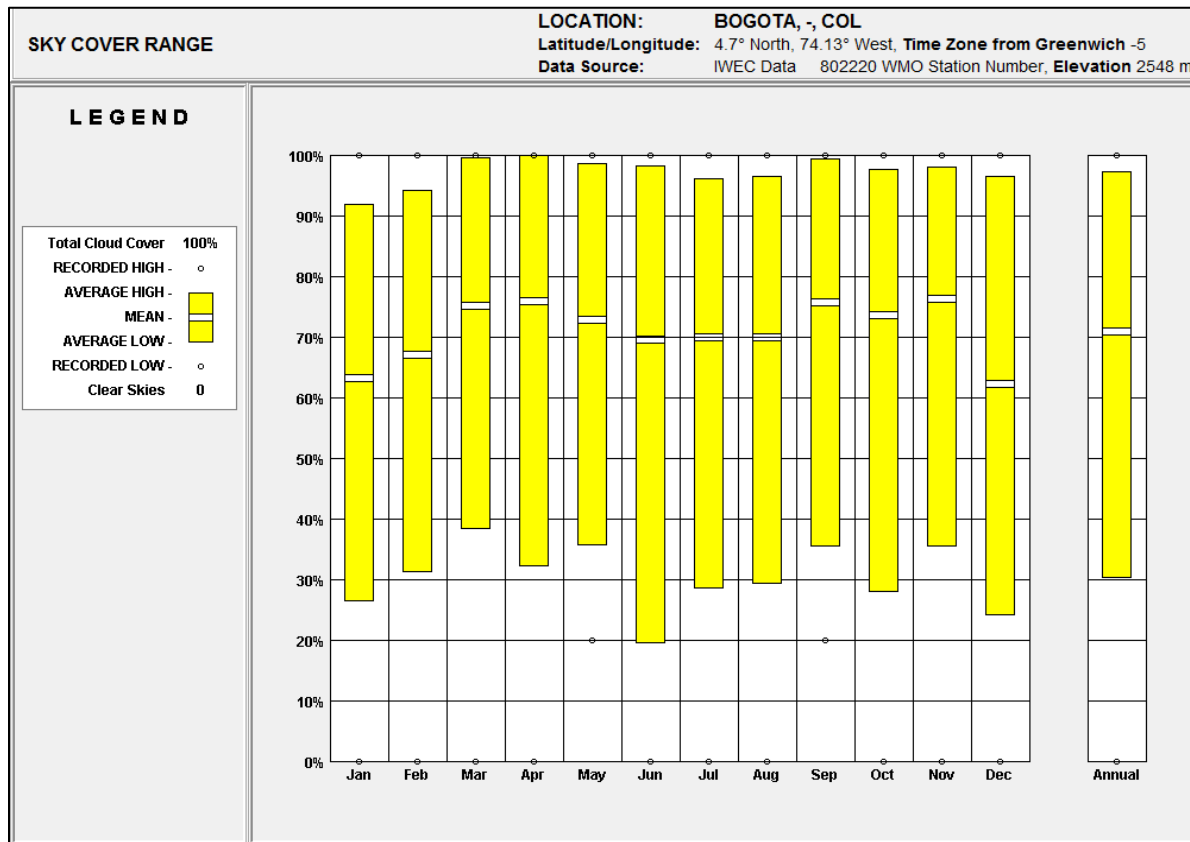 SKY COVER RANGE
LOCATION: BOGOTA, -, COL
Latitude/Longitude: 4.7° North, 74.13° West, Time Zone from Greenwich -5
Data Source: IWEC Data 802220 WMO Station Number, Elevation 2548 m
LEGEND
Total Cloud Cover 100%
RECORDED HIGH -
AVERAGE HIGH -
MEAN -
AVERAGE LOW -
RECORDED LOW -
Clear Skies 0
100%
90%
80%
70%
60%
50%
40%
30%
20%
10%
0%
Jan Feb Mar Apr May Jun Jul Aug Sep Oct Nov Dec Annual